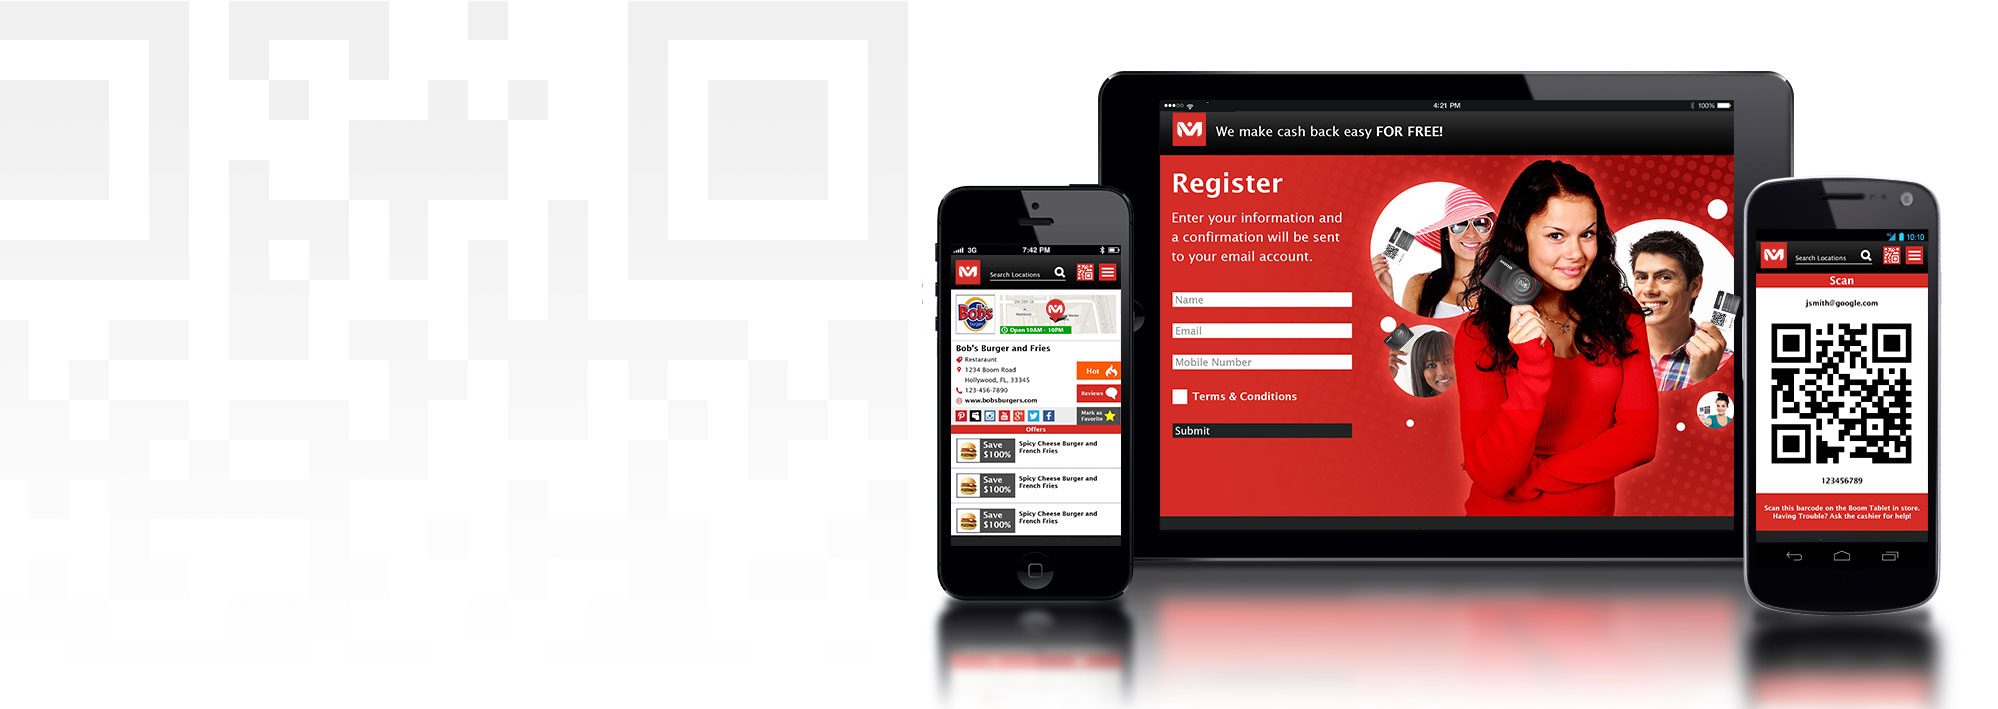 3G
7:42 PM
Search Locations
Bobs
Open 10AM - 10PM
Bob's Burger and Fries
Restaraunt
1234 Boom Road
Hollywood, FL, 33345
123-456-7890
www.bobsburgers.com
Hot
Reviews
Mark as
Favorite
Offers
Save
$100%
Spicy Cheese Burger and
French Fries
Save
$100%
Spicy Cheese Burger and
French Fries
Save
$100%
Spicy Cheese Burger and
French Fries
4:21 PM
100%
We make cash back easy FOR FREE!
Register
Enter your information and
a confirmation will be sent
to your email account.
Name
Email
Mobile Number
Terms & Conditions
Submit
10:10
Search Locations
Scan
jsmith@google.com
123456789
Scan this barcode on the Boom Tablet in store.
Having Trouble? Ask the cashier for help!